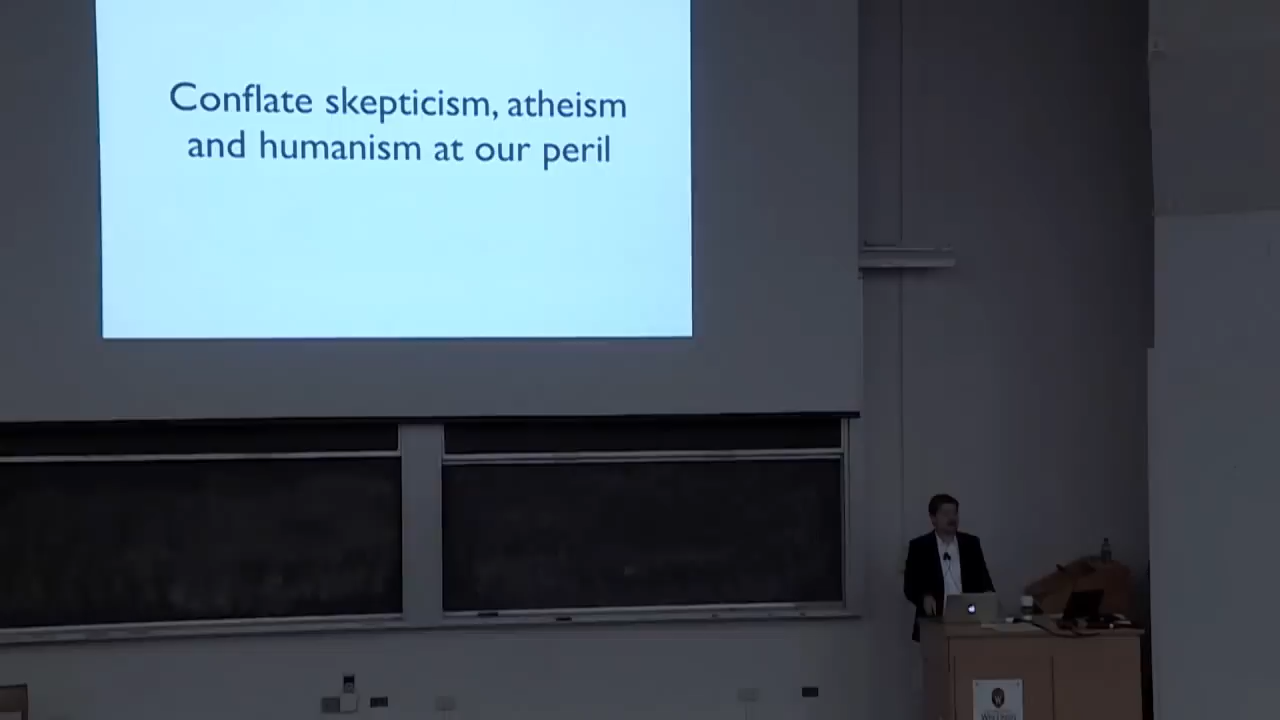 Conflate skepticism, atheism
and humanism at our peril